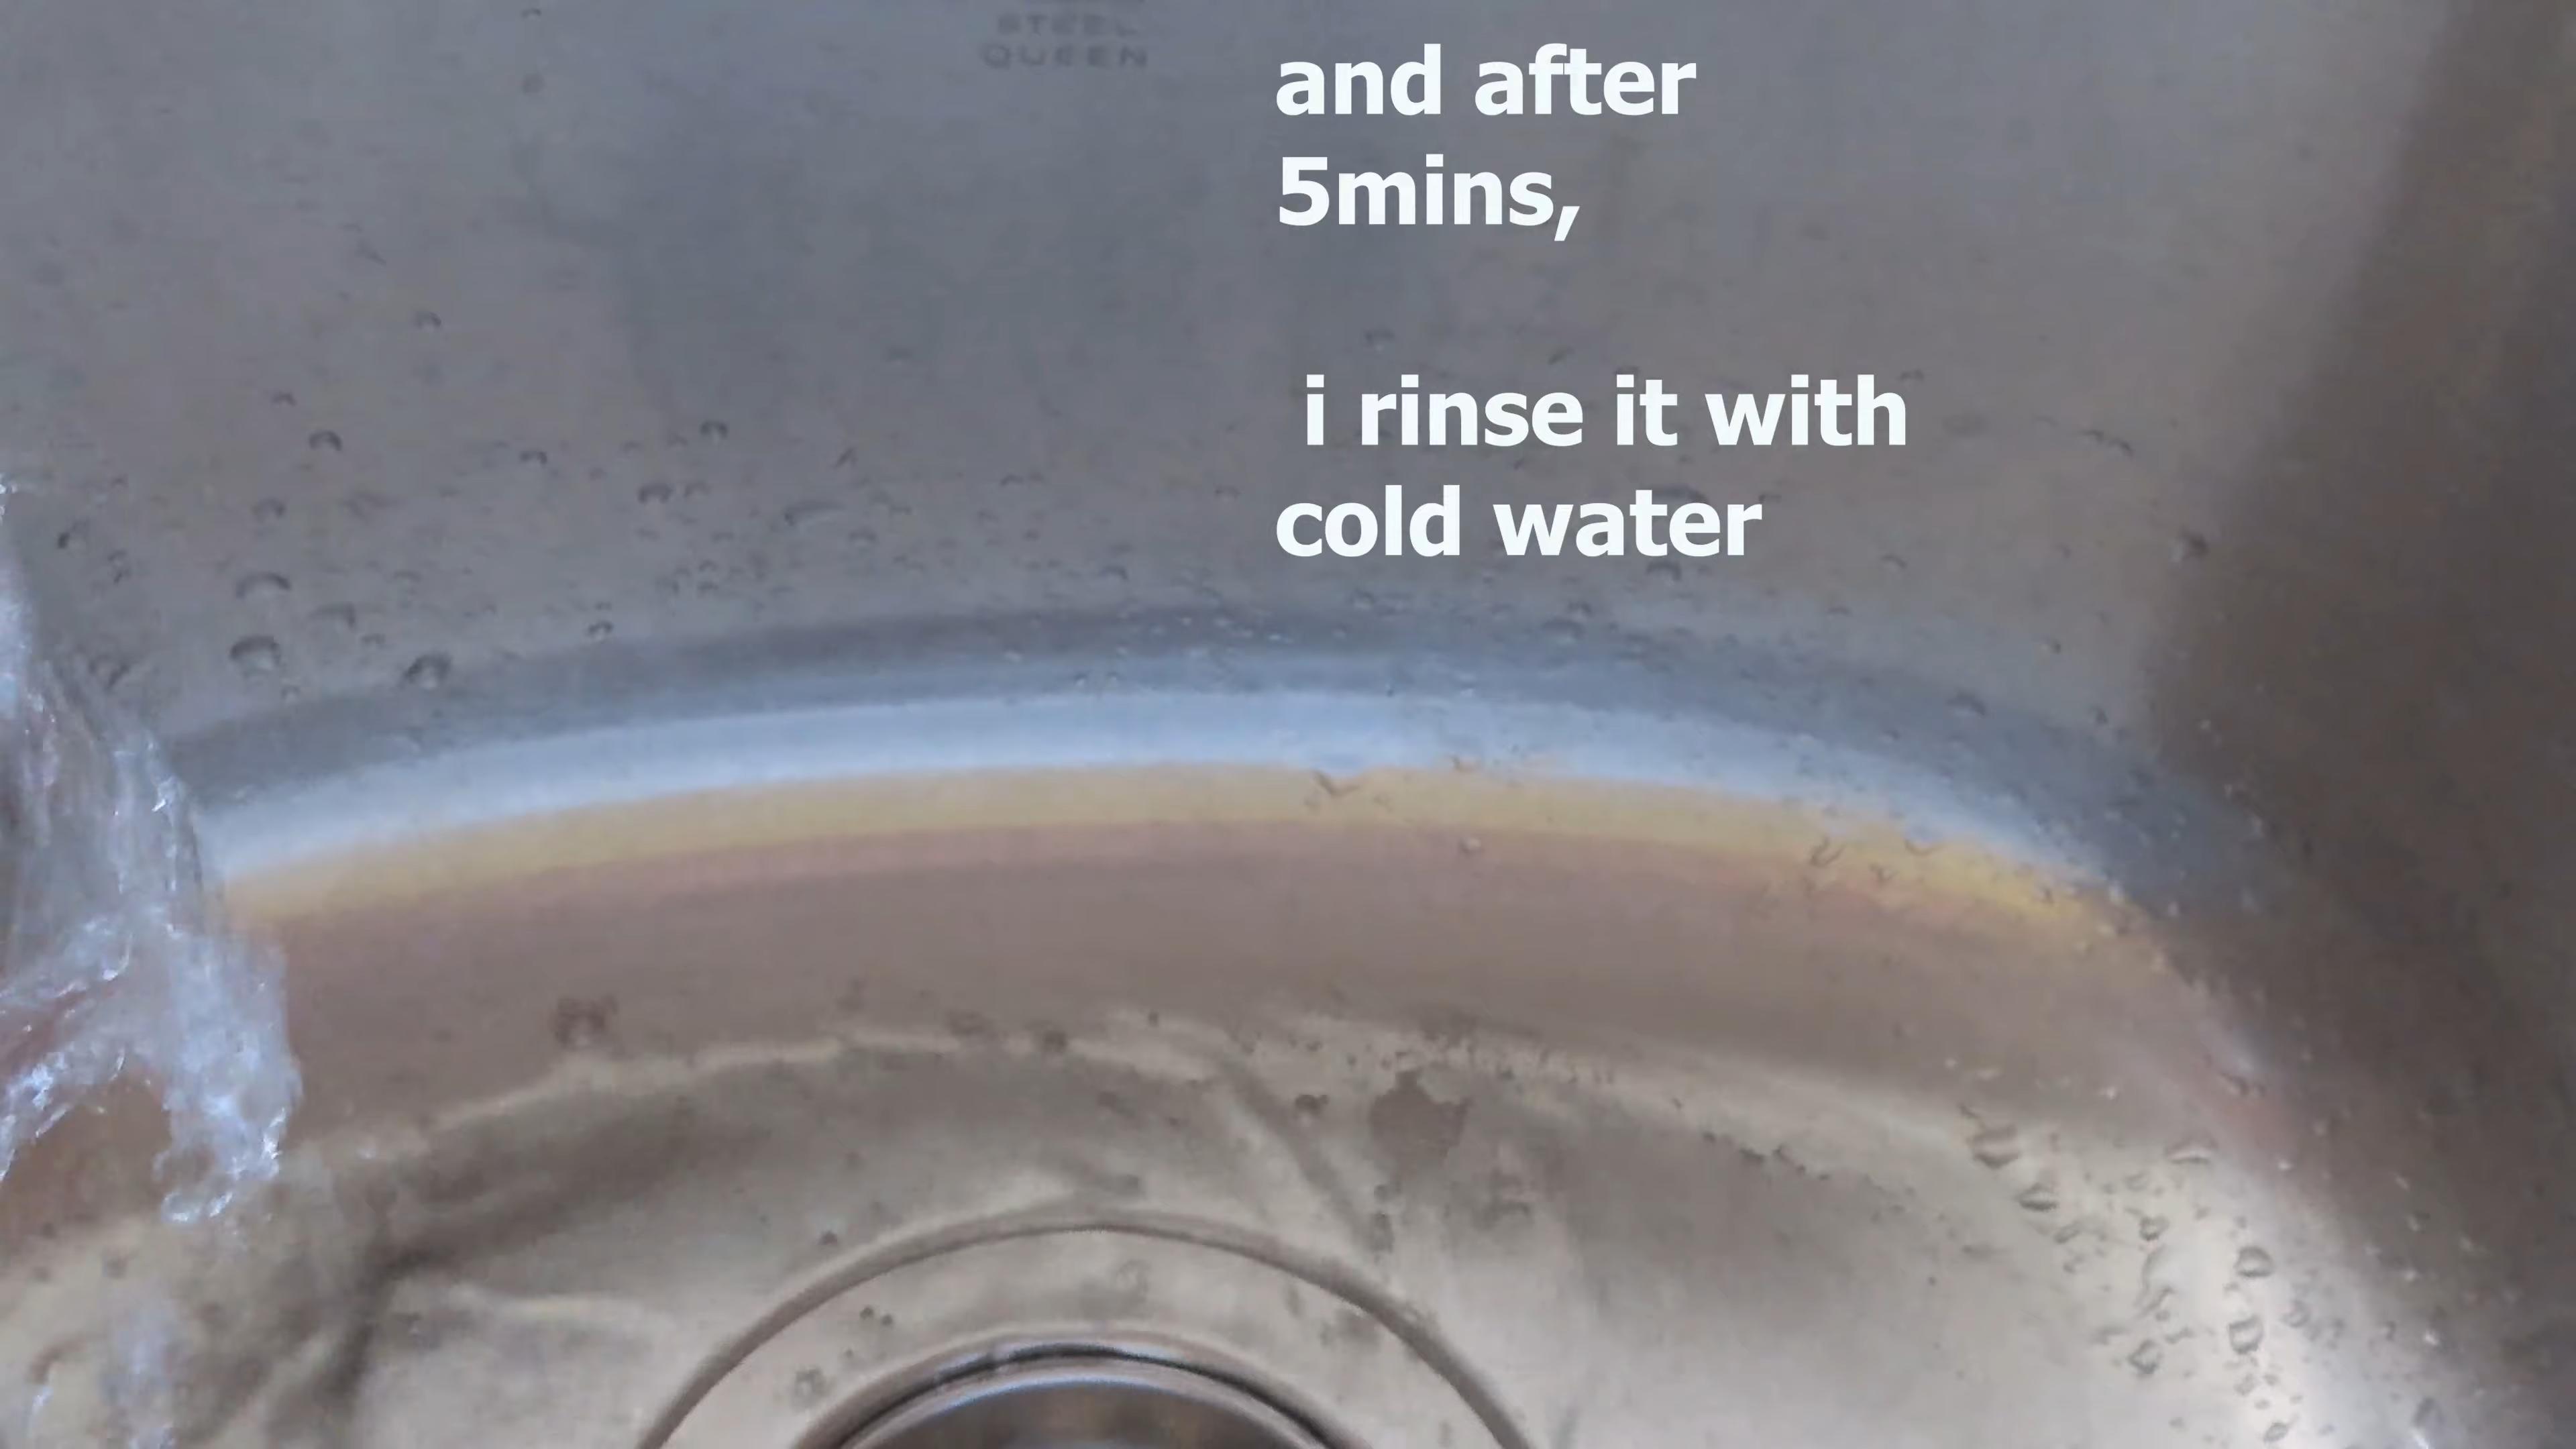 STEEL
QUEEN
and after
5mins,
i rinse it with
cold water